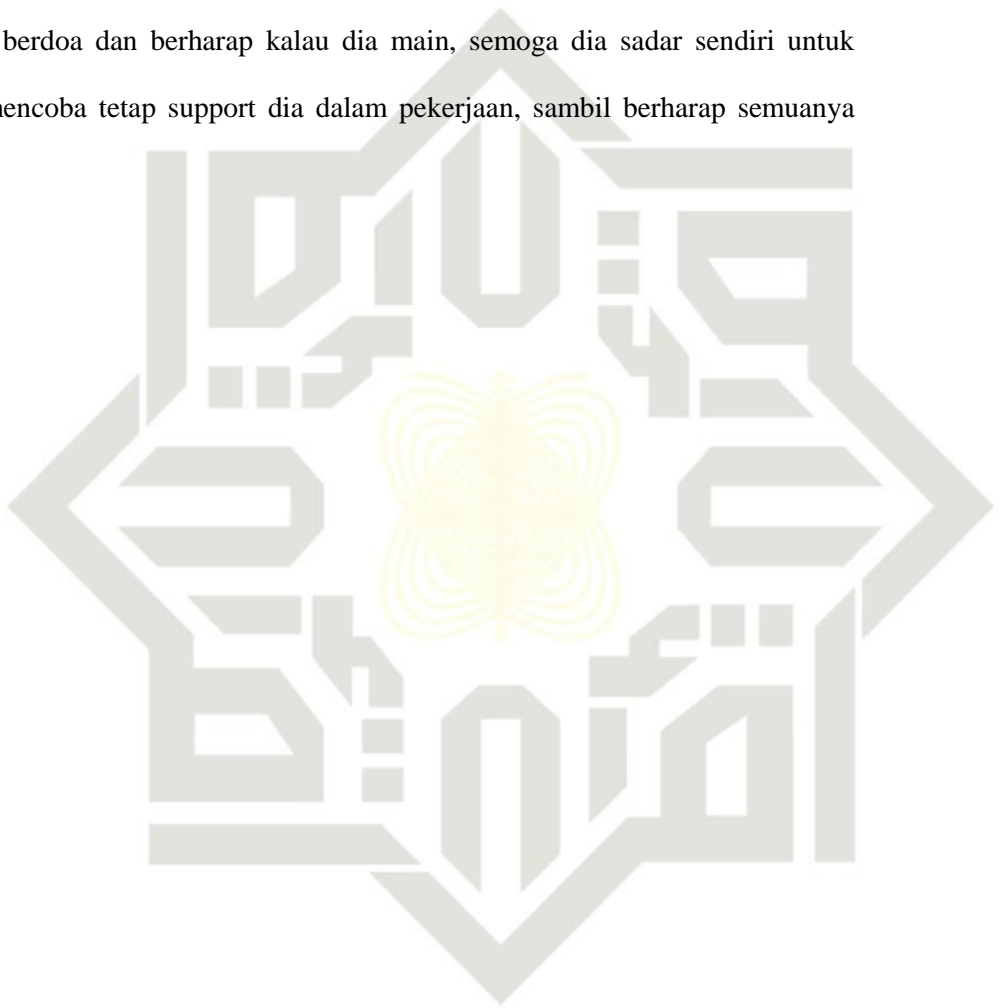 berdoa dan berharap kalau dia main, semoga dia sadar sendiri untuk
mencoba tetap support dia dalam pekerjaan, sambil berharap semuanya